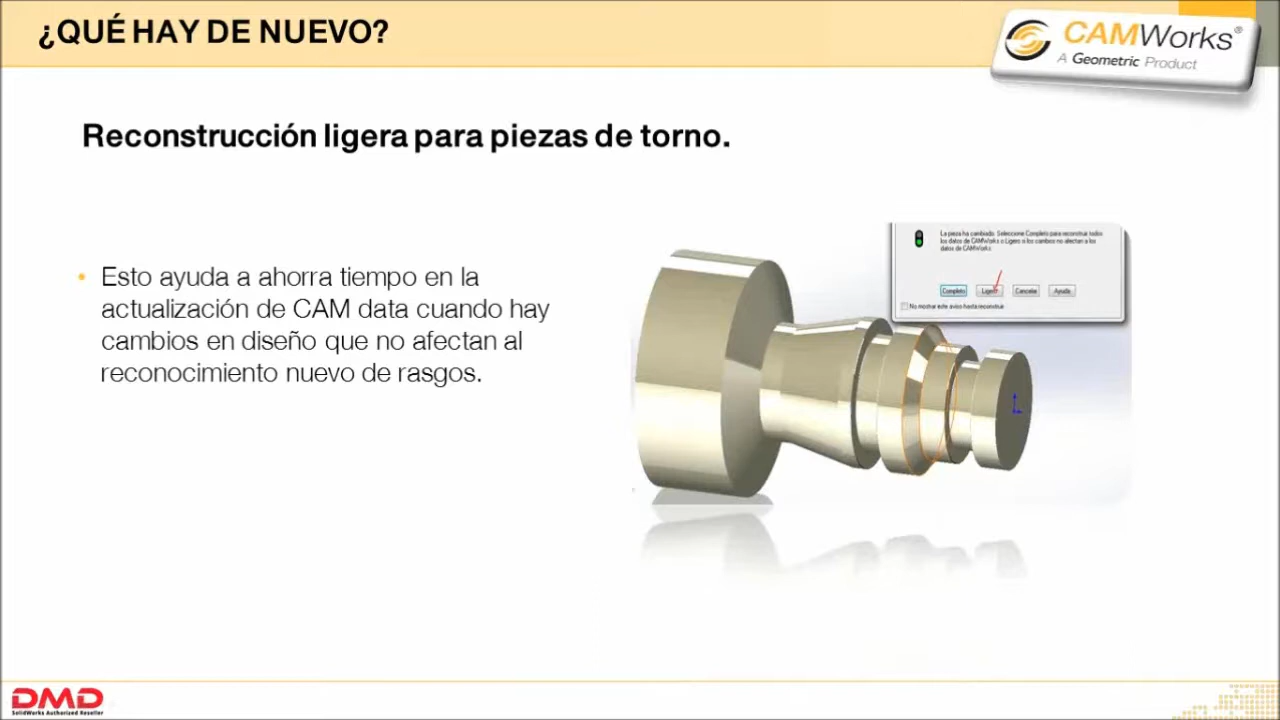 ¿QUÉ HAY DE NUEVO?
CAMWorks®
A Geometric Product
Reconstrucción ligera para piezas de torno.
La pieza ha cambiado. Seleccione Completo para reconstruir todos
los datos de CAMWorks o Ligero si los cambios no afectan a los
datos de CAMWorks.
Completo Ligero Cancelar Ayuda
No mostrar este aviso hasta reconstruir
• Esto ayuda a ahorra tiempo en la
actualización de CAM data cuando hay
cambios en diseño que no afectan al
reconocimiento nuevo de rasgos.
DMD
SolidWorks Authorized Reseller